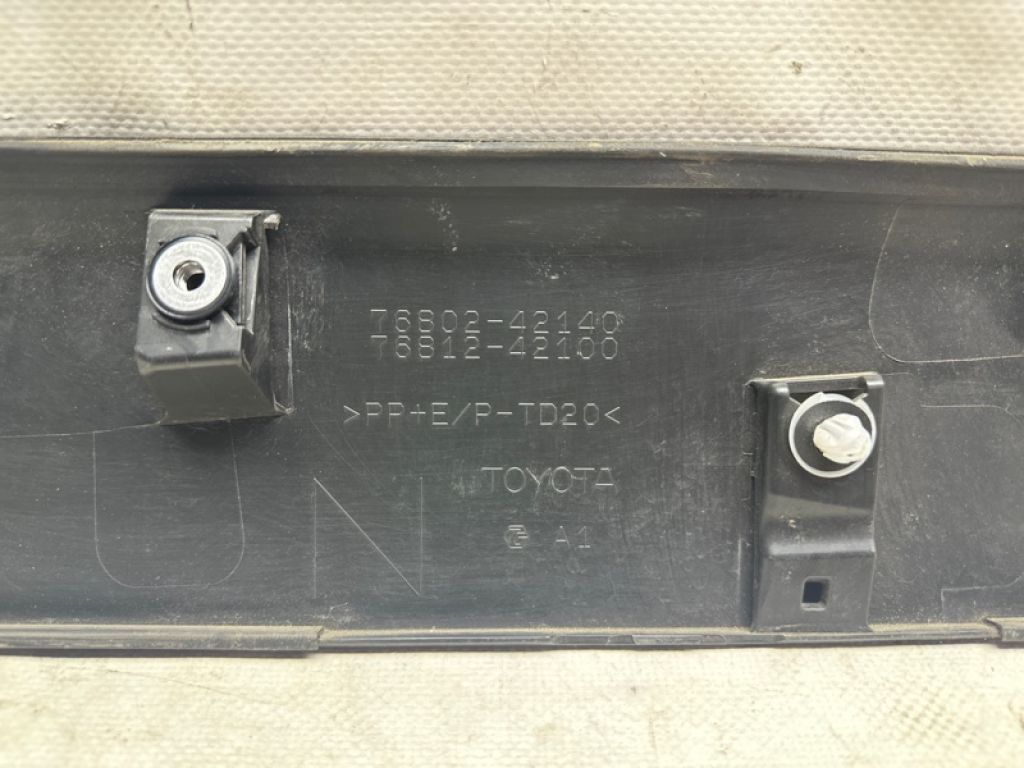 76802-42140
76812-42100
>PP+E/P-TD20<
TOYOTA
A1
N